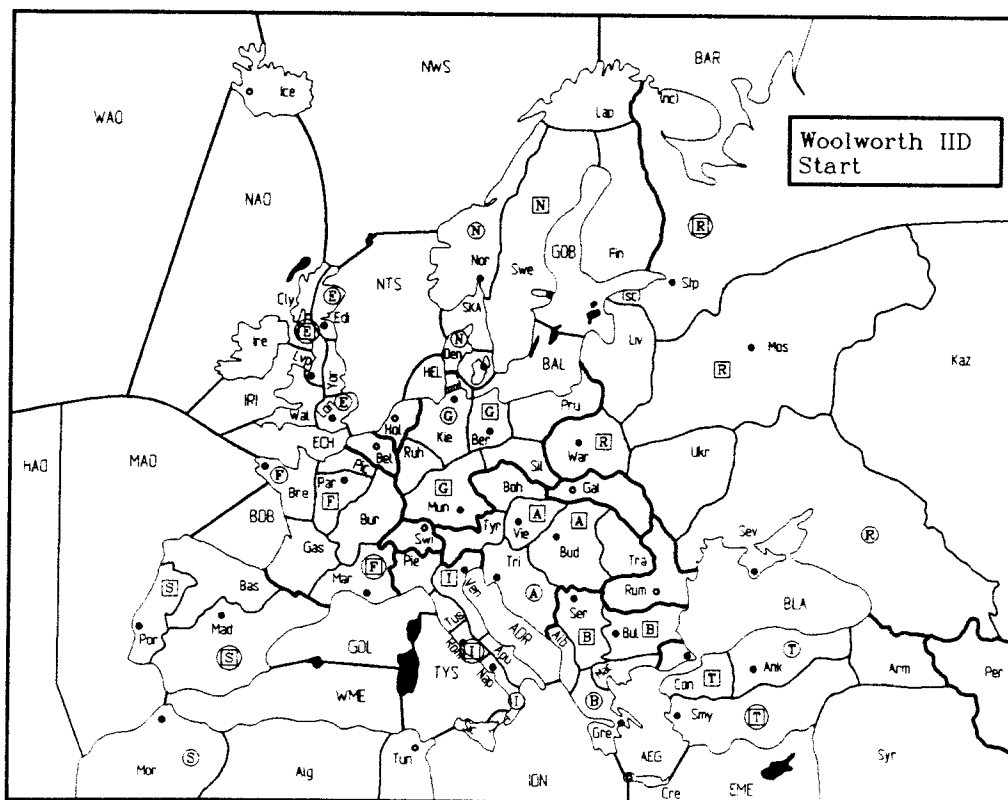 NWS
BAR
Ice
Lap
(nc)
WAO
Woolworth IID
Start
NAO
N
N
R
Nor
GOB
Fin
NTS
Swe
Stp
Cly
E
SKA
(sc)
E
Edi
N
Liv
Mos
Ire
Den
BAL
Kaz
Lvp
Yor
HEL
R
IRI
Wal
Lon
E
G
G
Pru
Hol
Kie
Ber
R
ECH
Bel
Ruh
War
HAO
MAO
Pic
Sil
Ukr
F
Par
G
Boh
Gal
Bre
F
Mun
A
A
Sev
BOB
Bur
Swi
Tyr
Vie
Bud
R
Gas
F
Pie
Tri
Tra
S
Bas
Mar
I
Ven
A
Rum
BLA
Por
Mad
TUS
ADR
Ser
S
GOL
Rom
I
Alb
B
Bul
B
T
TYS
Apu
Con
T
Ank
Arm
Per
WME
Nap
B
I
Smy
T
S
Gre
Mor
Alg
Tun
ION
AEG
Syr
Cre
EME